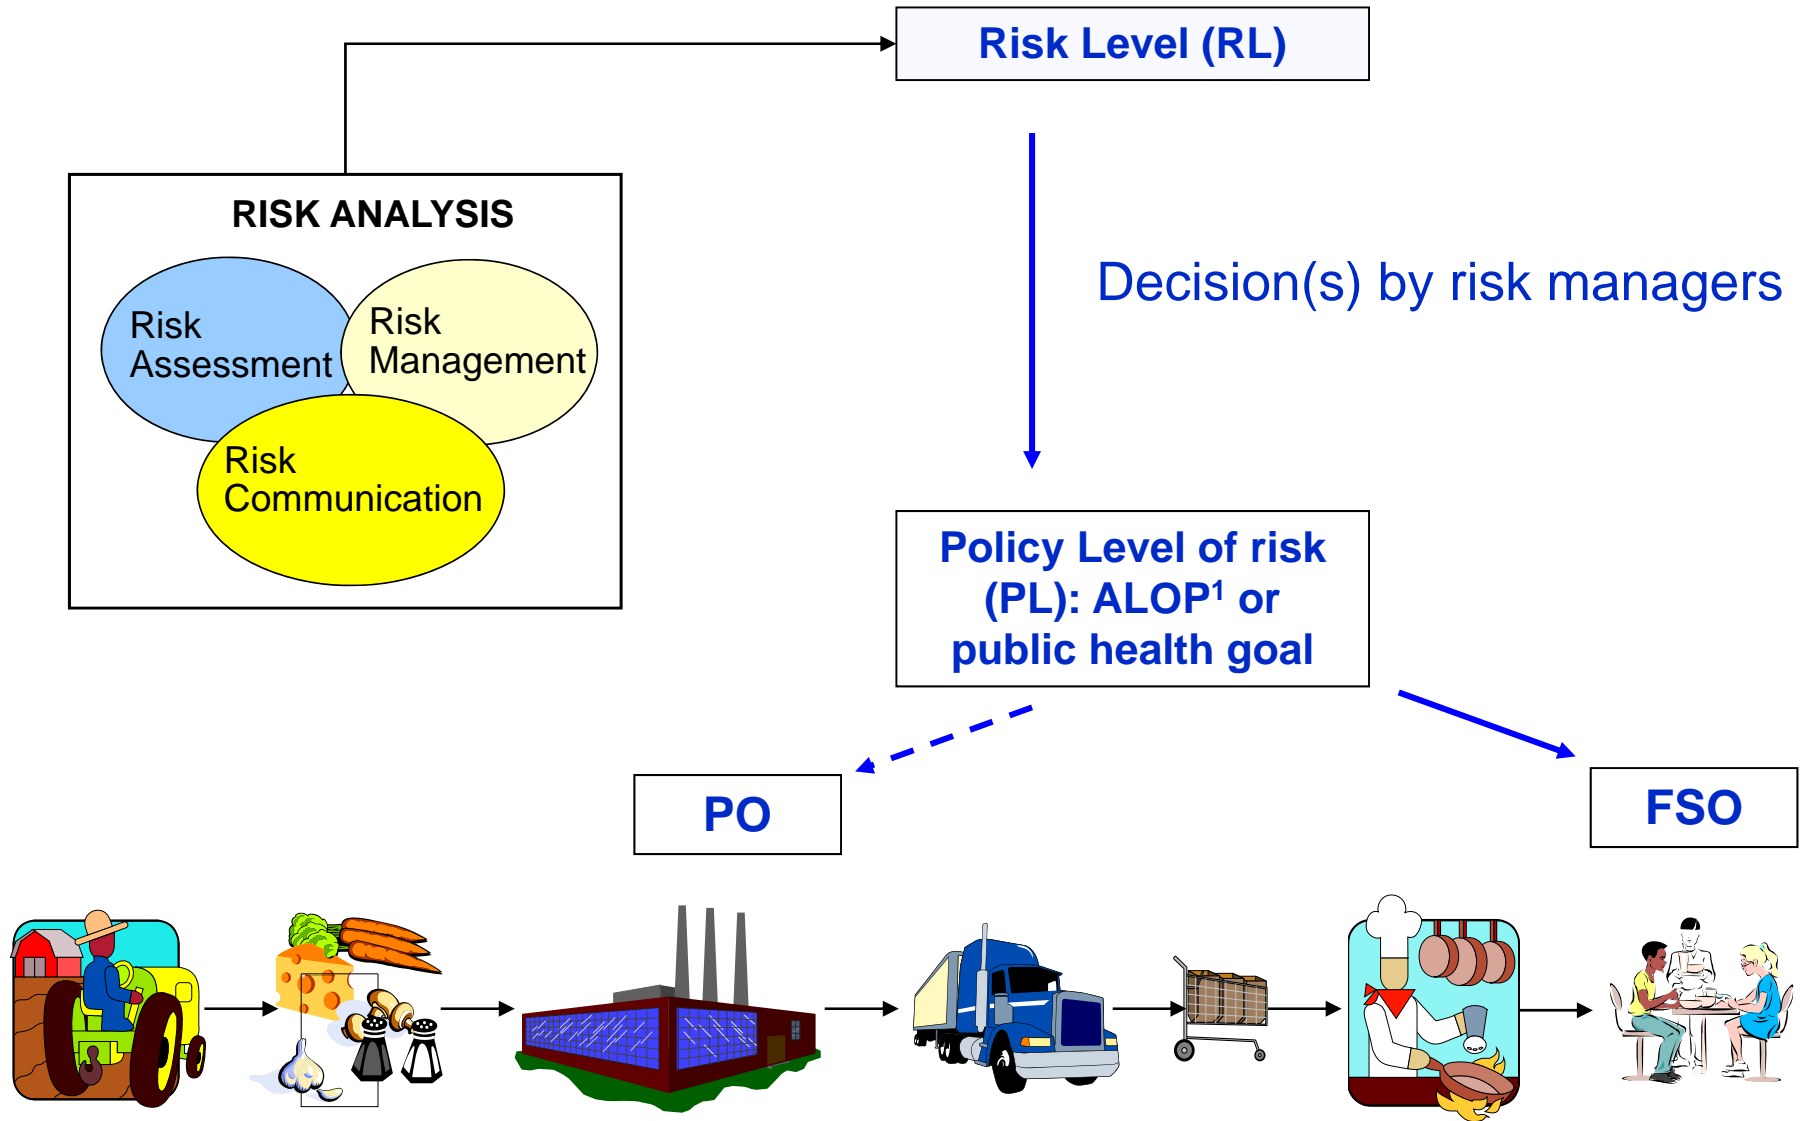 Risk Level (RL)
RISK ANALYSIS
Risk
Assessment
Risk
Management
Risk
Communication
Decision(s) by risk managers
Policy Level of risk
(PL): ALOP¹ or
public health goal
PO
FSO